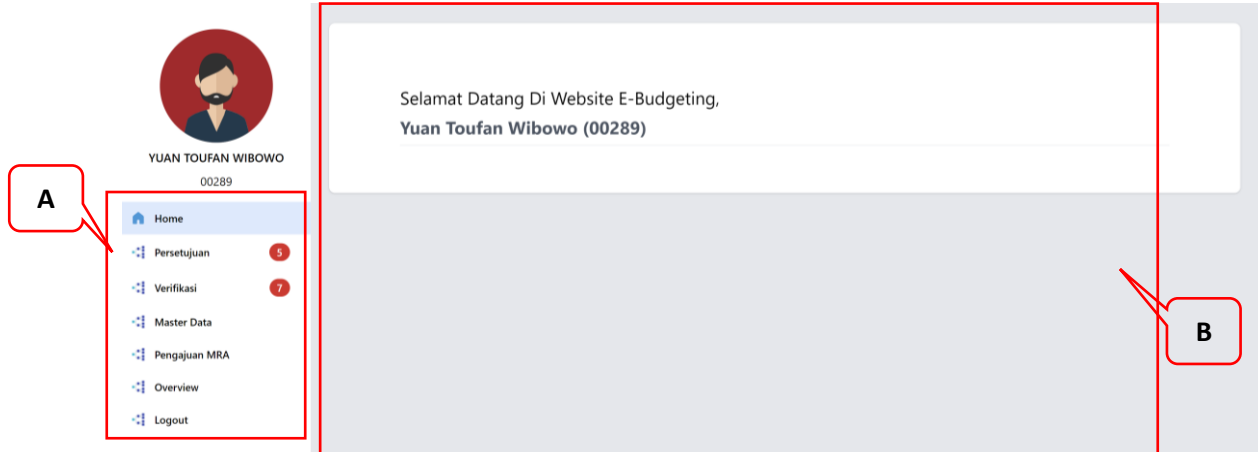 YUAN TOUFAN WIBOWO
00289
A
Home
Persetujuan 5
Verifikasi 7
Master Data
Pengajuan MRA
Overview
Logout
Selamat Datang Di Website E-Budgeting,
Yuan Toufan Wibowo (00289)
B